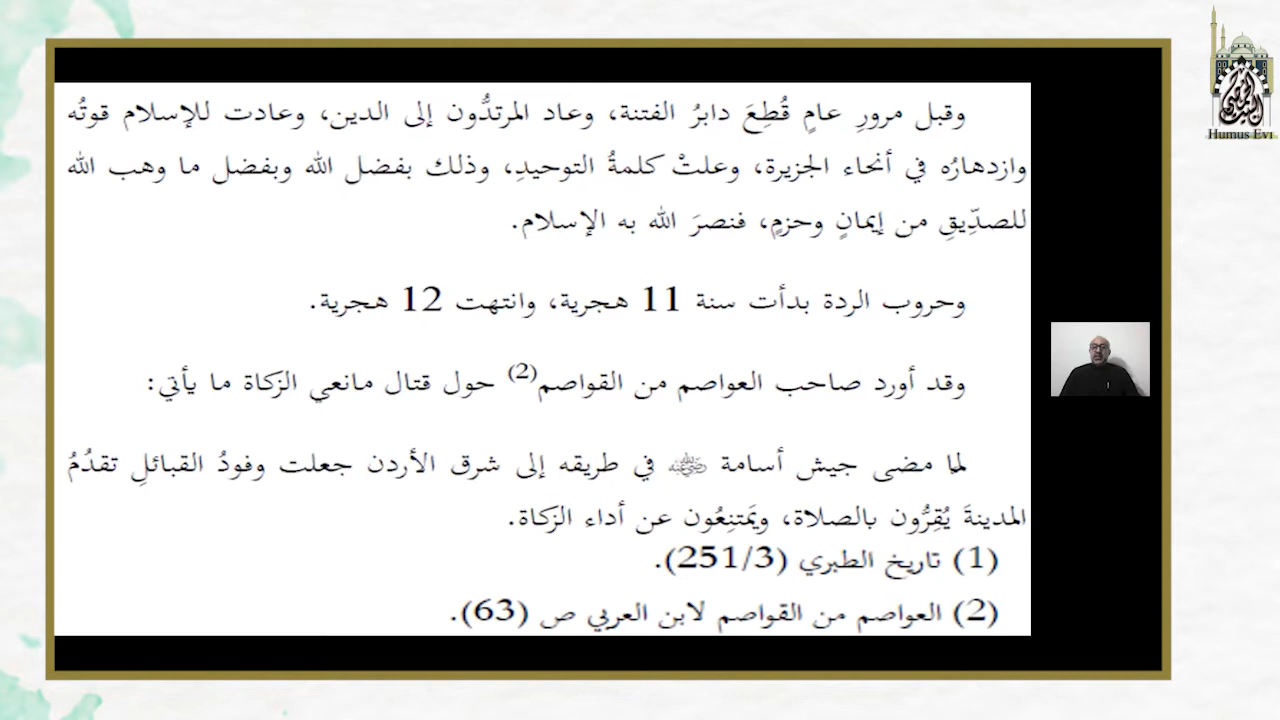 وقبل مرورِ عامٍ قُطِعَ دابرُ الفتنة، وعاد المرتدُّون إلى الدين، وعادت للإسلام قوتُه
وازدهارُه في أنحاء الجزيرة، وعلتْ كلمةُ التوحيدِ، وذلك بفضل الله وبفضل ما وهب الله
للصدِّيقِ من إيمانٍ وحزمٍ، فنصرَ الله به الإسلام.
وحروب الردة بدأت سنة 11 هجرية، وانتهت 12 هجرية.
وقد أورد صاحب العواصم من القواصم(2) حول قتال مانعي الزكاة ما يأتي:
لما مضى جيش أسامة رضي الله عنه في طريقه إلى شرق الأردن جعلت وفودُ القبائلِ تقدُمُ
المدينةَ يُقِرُّون بالصلاة، ويَمتنِعُون عن أداء الزكاة.
(1) تاريخ الطبري (251/3).
(2) العواصم من القواصم لابن العربي ص (63).
Humus Evi